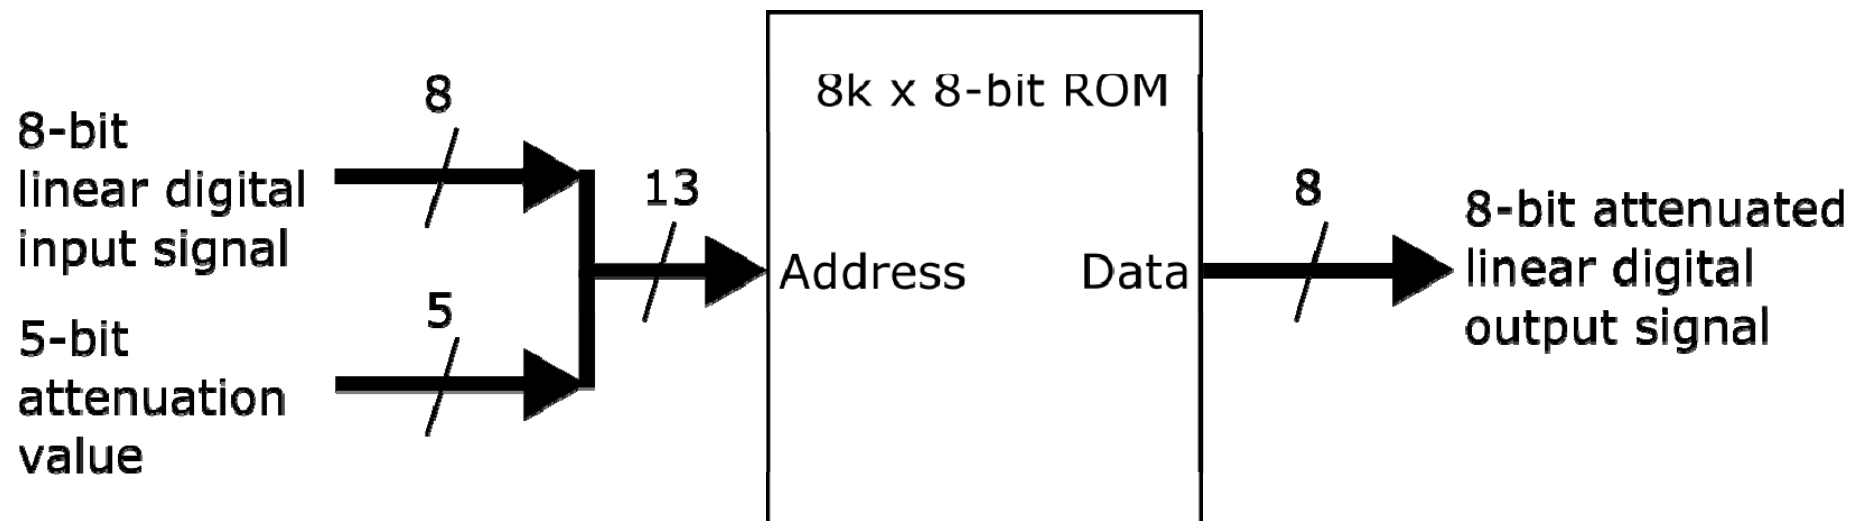 8-bit
linear digital
input signal
8
5-bit
attenuation
value
5
13
8k x 8-bit ROM
Address
Data
8
8-bit attenuated
linear digital
output signal